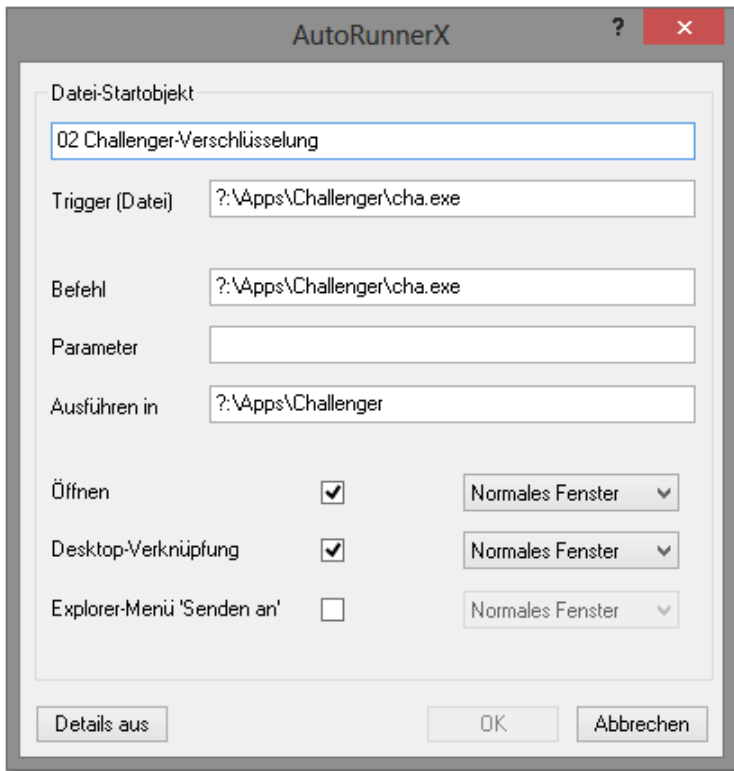 AutoRunnerX ?
Datei-Startobjekt
02 Challenger-Verschlüsselung
Trigger (Datei) ?:\Apps\Challenger\cha.exe
Befehl ?:\Apps\Challenger\cha.exe
Parameter
Ausführen in ?:\Apps\Challenger
Öffnen Normales Fenster
Desktop-Verknüpfung Normales Fenster
Explorer-Menü 'Senden an' Normales Fenster
Details aus OK Abbrechen